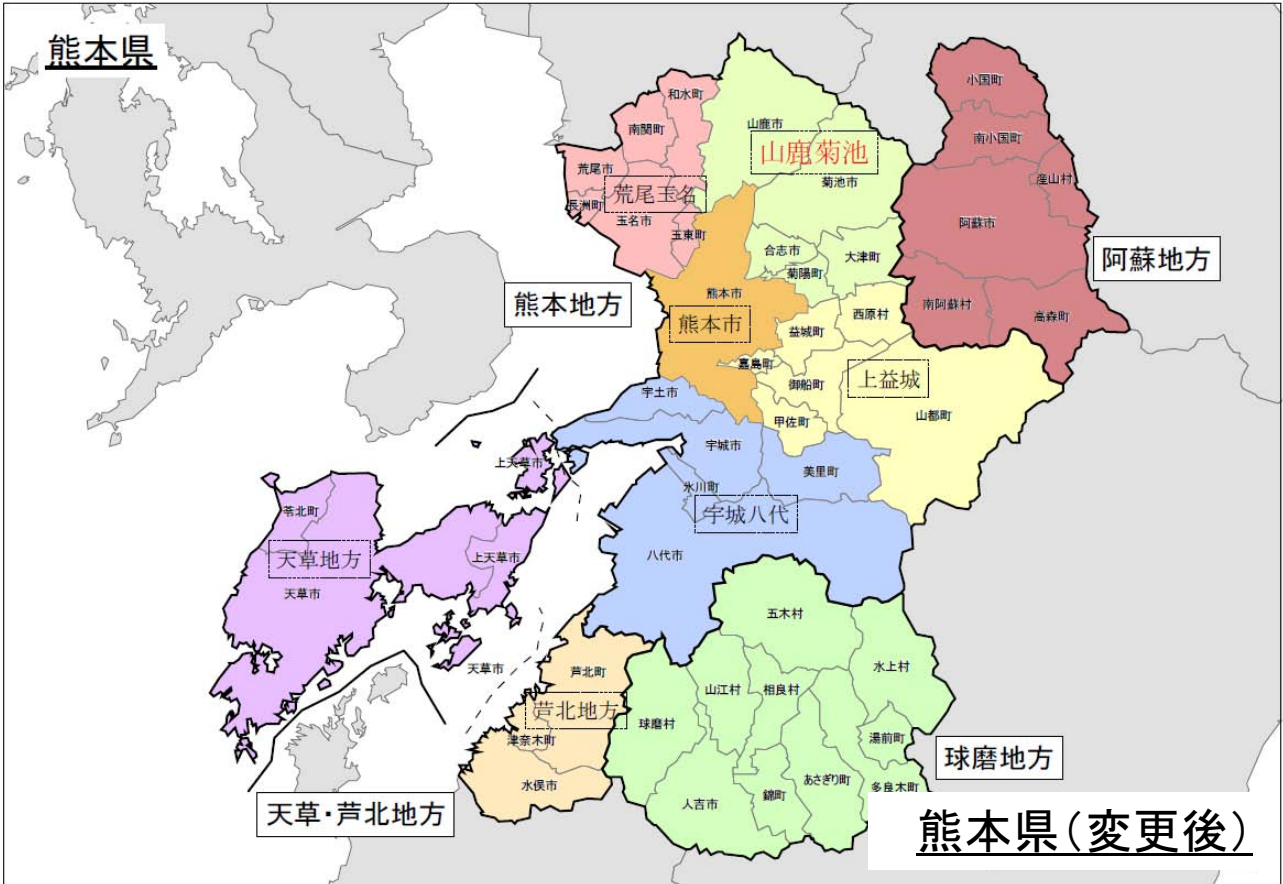 熊本県
小国町
和水町
南関町
山鹿市
南小国町
山鹿菊池
荒尾市
菊池市
産山村
荒尾玉名
長洲町
玉名市
玉東町
阿蘇市
合志市
大津町
阿蘇地方
菊陽町
熊本地方
熊本市
南阿蘇村
高森町
西原村
熊本市
益城町
嘉島町
御船町
上益城
宇土市
山都町
甲佐町
宇城市
上天草市
美里町
氷川町
苓北町
宇城八代
天草地方
上天草市
八代市
天草市
五木村
天草市
芦北町
水上村
山江村
相良村
芦北地方
球磨村
津奈木町
湯前町
球磨地方
水俣市
あさぎり町
多良木町
人吉市
錦町
天草・芦北地方
熊本県(変更後)